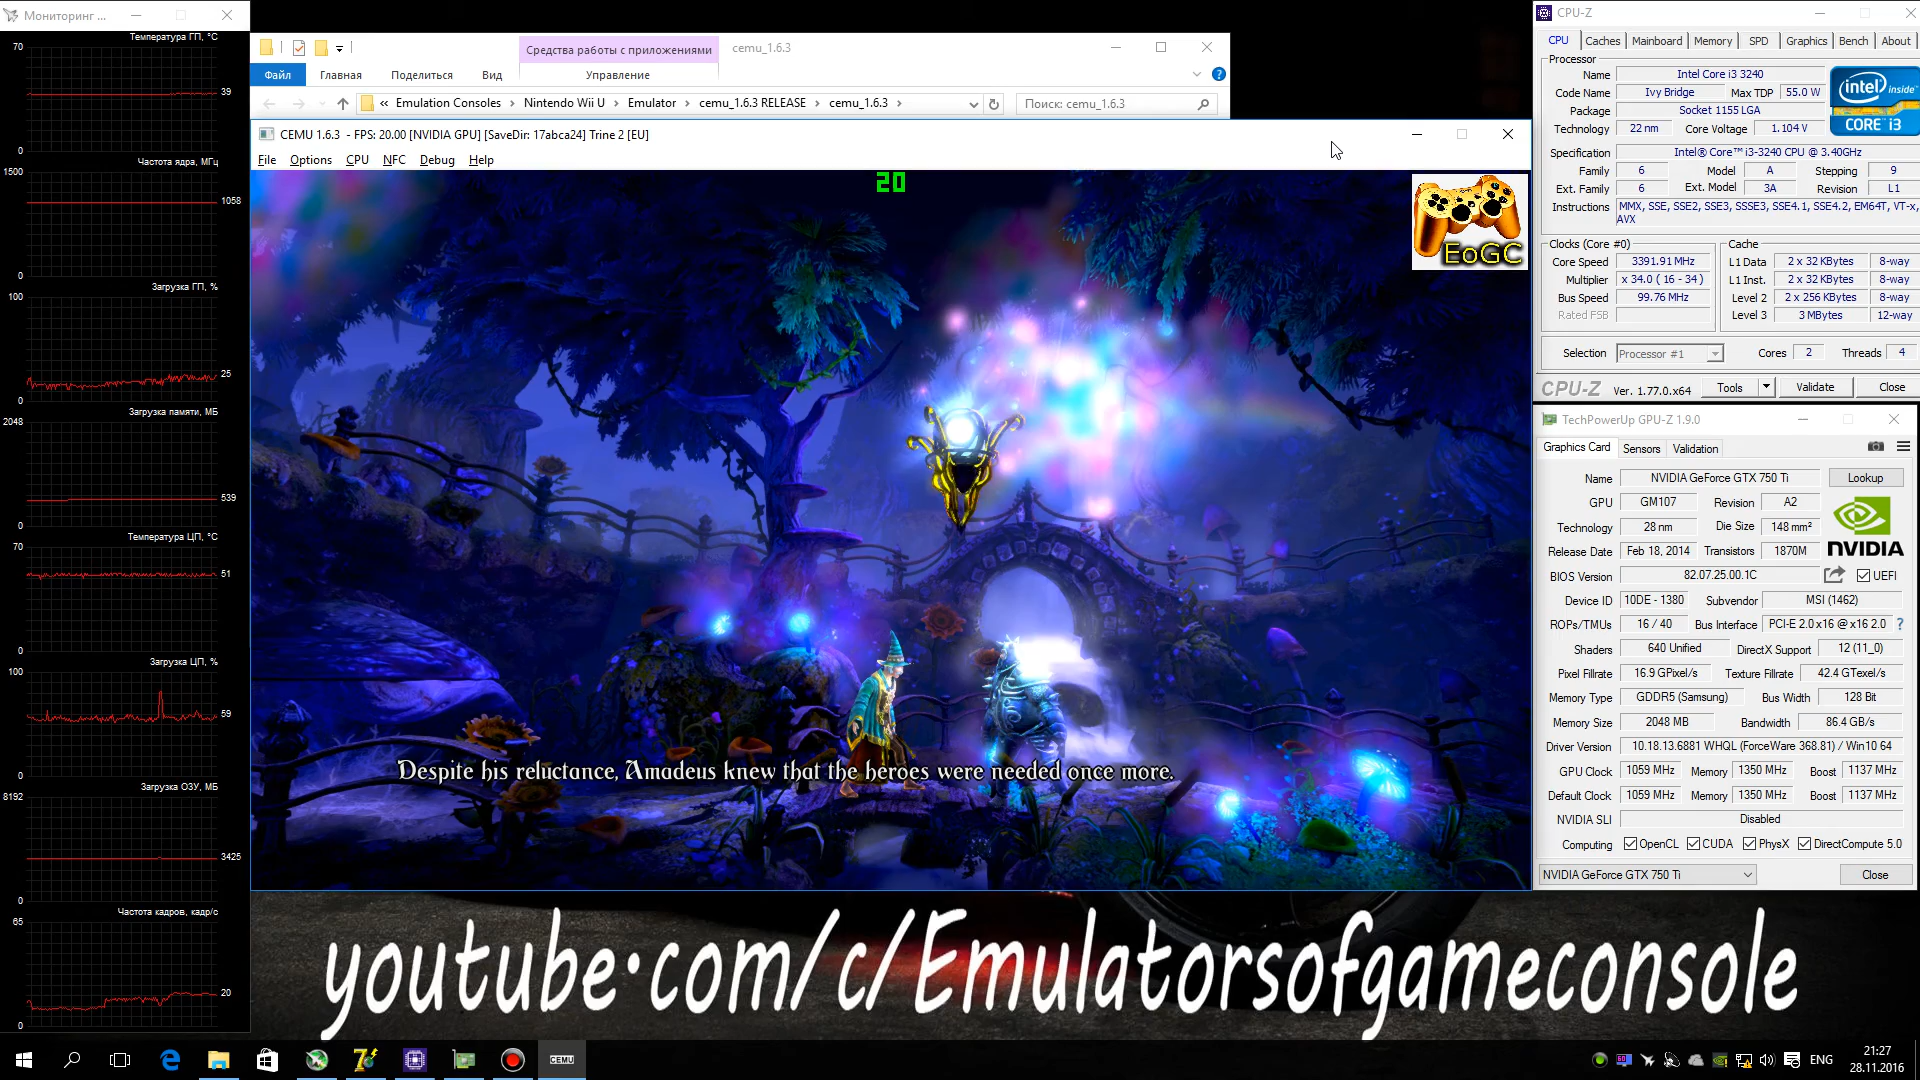 Мониторинг ...
Температура ГП, °C
70
39
0
Частота ядра, МГц
1500
1058
0
Загрузка ГП, %
100
25
0
Загрузка памяти, МБ
2048
539
0
Температура ЦП, °C
70
51
0
Загрузка ЦП, %
100
59
0
Загрузка ОЗУ, МБ
8192
3425
0
Частота кадров, кадр/с
65
20
0
Средства работы с приложениями
cemu_1.6.3
Файл
Главная
Поделиться
Вид
Управление
« Emulation Consoles › Nintendo Wii U › Emulator › cemu_1.6.3 RELEASE › cemu_1.6.3 ›
Поиск: cemu_1.6.3
CEMU 1.6.3 - FPS: 20.00 [NVIDIA GPU] [SaveDir: 17abca24] Trine 2 [EU]
File Options CPU NFC Debug Help
20
EoGC
Despite his reluctance, Amadeus knew that the heroes were needed once more.
youtube.com/c/Emulatorsofgameconsole
CPU-Z
CPU Caches Mainboard Memory SPD Graphics Bench About
Processor
Name Intel Core i3 3240
Code Name Ivy Bridge Max TDP 55.0 W
Package Socket 1155 LGA
Technology 22 nm Core Voltage 1.104 V
intel inside™
CORE i3
Specification Intel® Core™ i3-3240 CPU @ 3.40GHz
Family 6 Model A Stepping 9
Ext. Family 6 Ext. Model 3A Revision L1
Instructions MMX, SSE, SSE2, SSE3, SSSE3, SSE4.1, SSE4.2, EM64T, VT-x,
AVX
Clocks (Core #0)
Core Speed 3391.91 MHz
Multiplier x 34.0 ( 16 - 34 )
Bus Speed 99.76 MHz
Rated FSB
Cache
L1 Data 2 x 32 KBytes 8-way
L1 Inst. 2 x 32 KBytes 8-way
Level 2 2 x 256 KBytes 8-way
Level 3 3 MBytes 12-way
Selection Processor #1 Cores 2 Threads 4
CPU-Z Ver. 1.77.0.x64 Tools Validate Close
TechPowerUp GPU-Z 1.9.0
Graphics Card Sensors Validation
Name NVIDIA GeForce GTX 750 Ti Lookup
GPU GM107 Revision A2
Technology 28 nm Die Size 148 mm²
Release Date Feb 18, 2014 Transistors 1870M
NVIDIA
BIOS Version 82.07.25.00.1C UEFI
Device ID 10DE - 1380 Subvendor MSI (1462)
ROPs/TMUs 16 / 40 Bus Interface PCI-E 2.0 x16 @ x16 2.0 ?
Shaders 640 Unified DirectX Support 12 (11_0)
Pixel Fillrate 16.9 GPixel/s Texture Fillrate 42.4 GTexel/s
Memory Type GDDR5 (Samsung) Bus Width 128 Bit
Memory Size 2048 MB Bandwidth 86.4 GB/s
Driver Version 10.18.13.6881 WHQL (ForceWare 368.81) / Win10 64
GPU Clock 1059 MHz Memory 1350 MHz Boost 1137 MHz
Default Clock 1059 MHz Memory 1350 MHz Boost 1137 MHz
NVIDIA SLI Disabled
Computing OpenCL CUDA PhysX DirectCompute 5.0
NVIDIA GeForce GTX 750 Ti Close
CEMU
60
ENG
21:27
28.11.2016